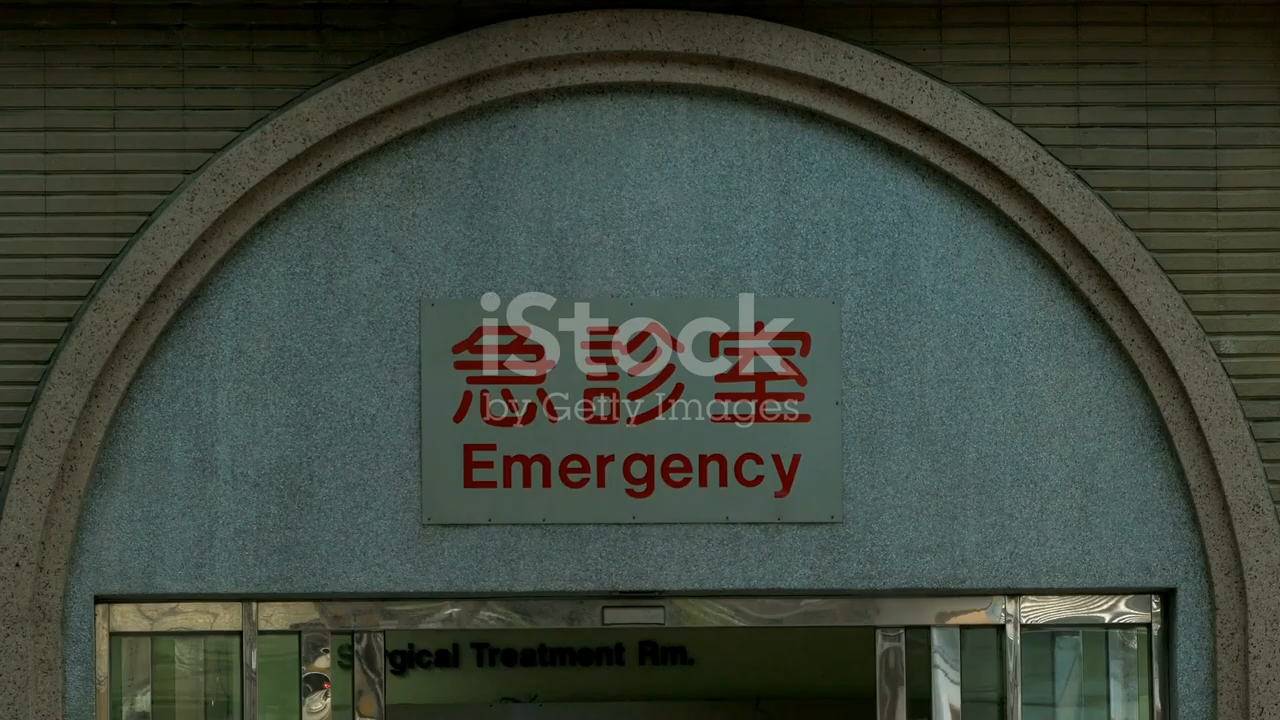 急診室
Emergency
iStock
by Getty Images
Surgical Treatment Rm.